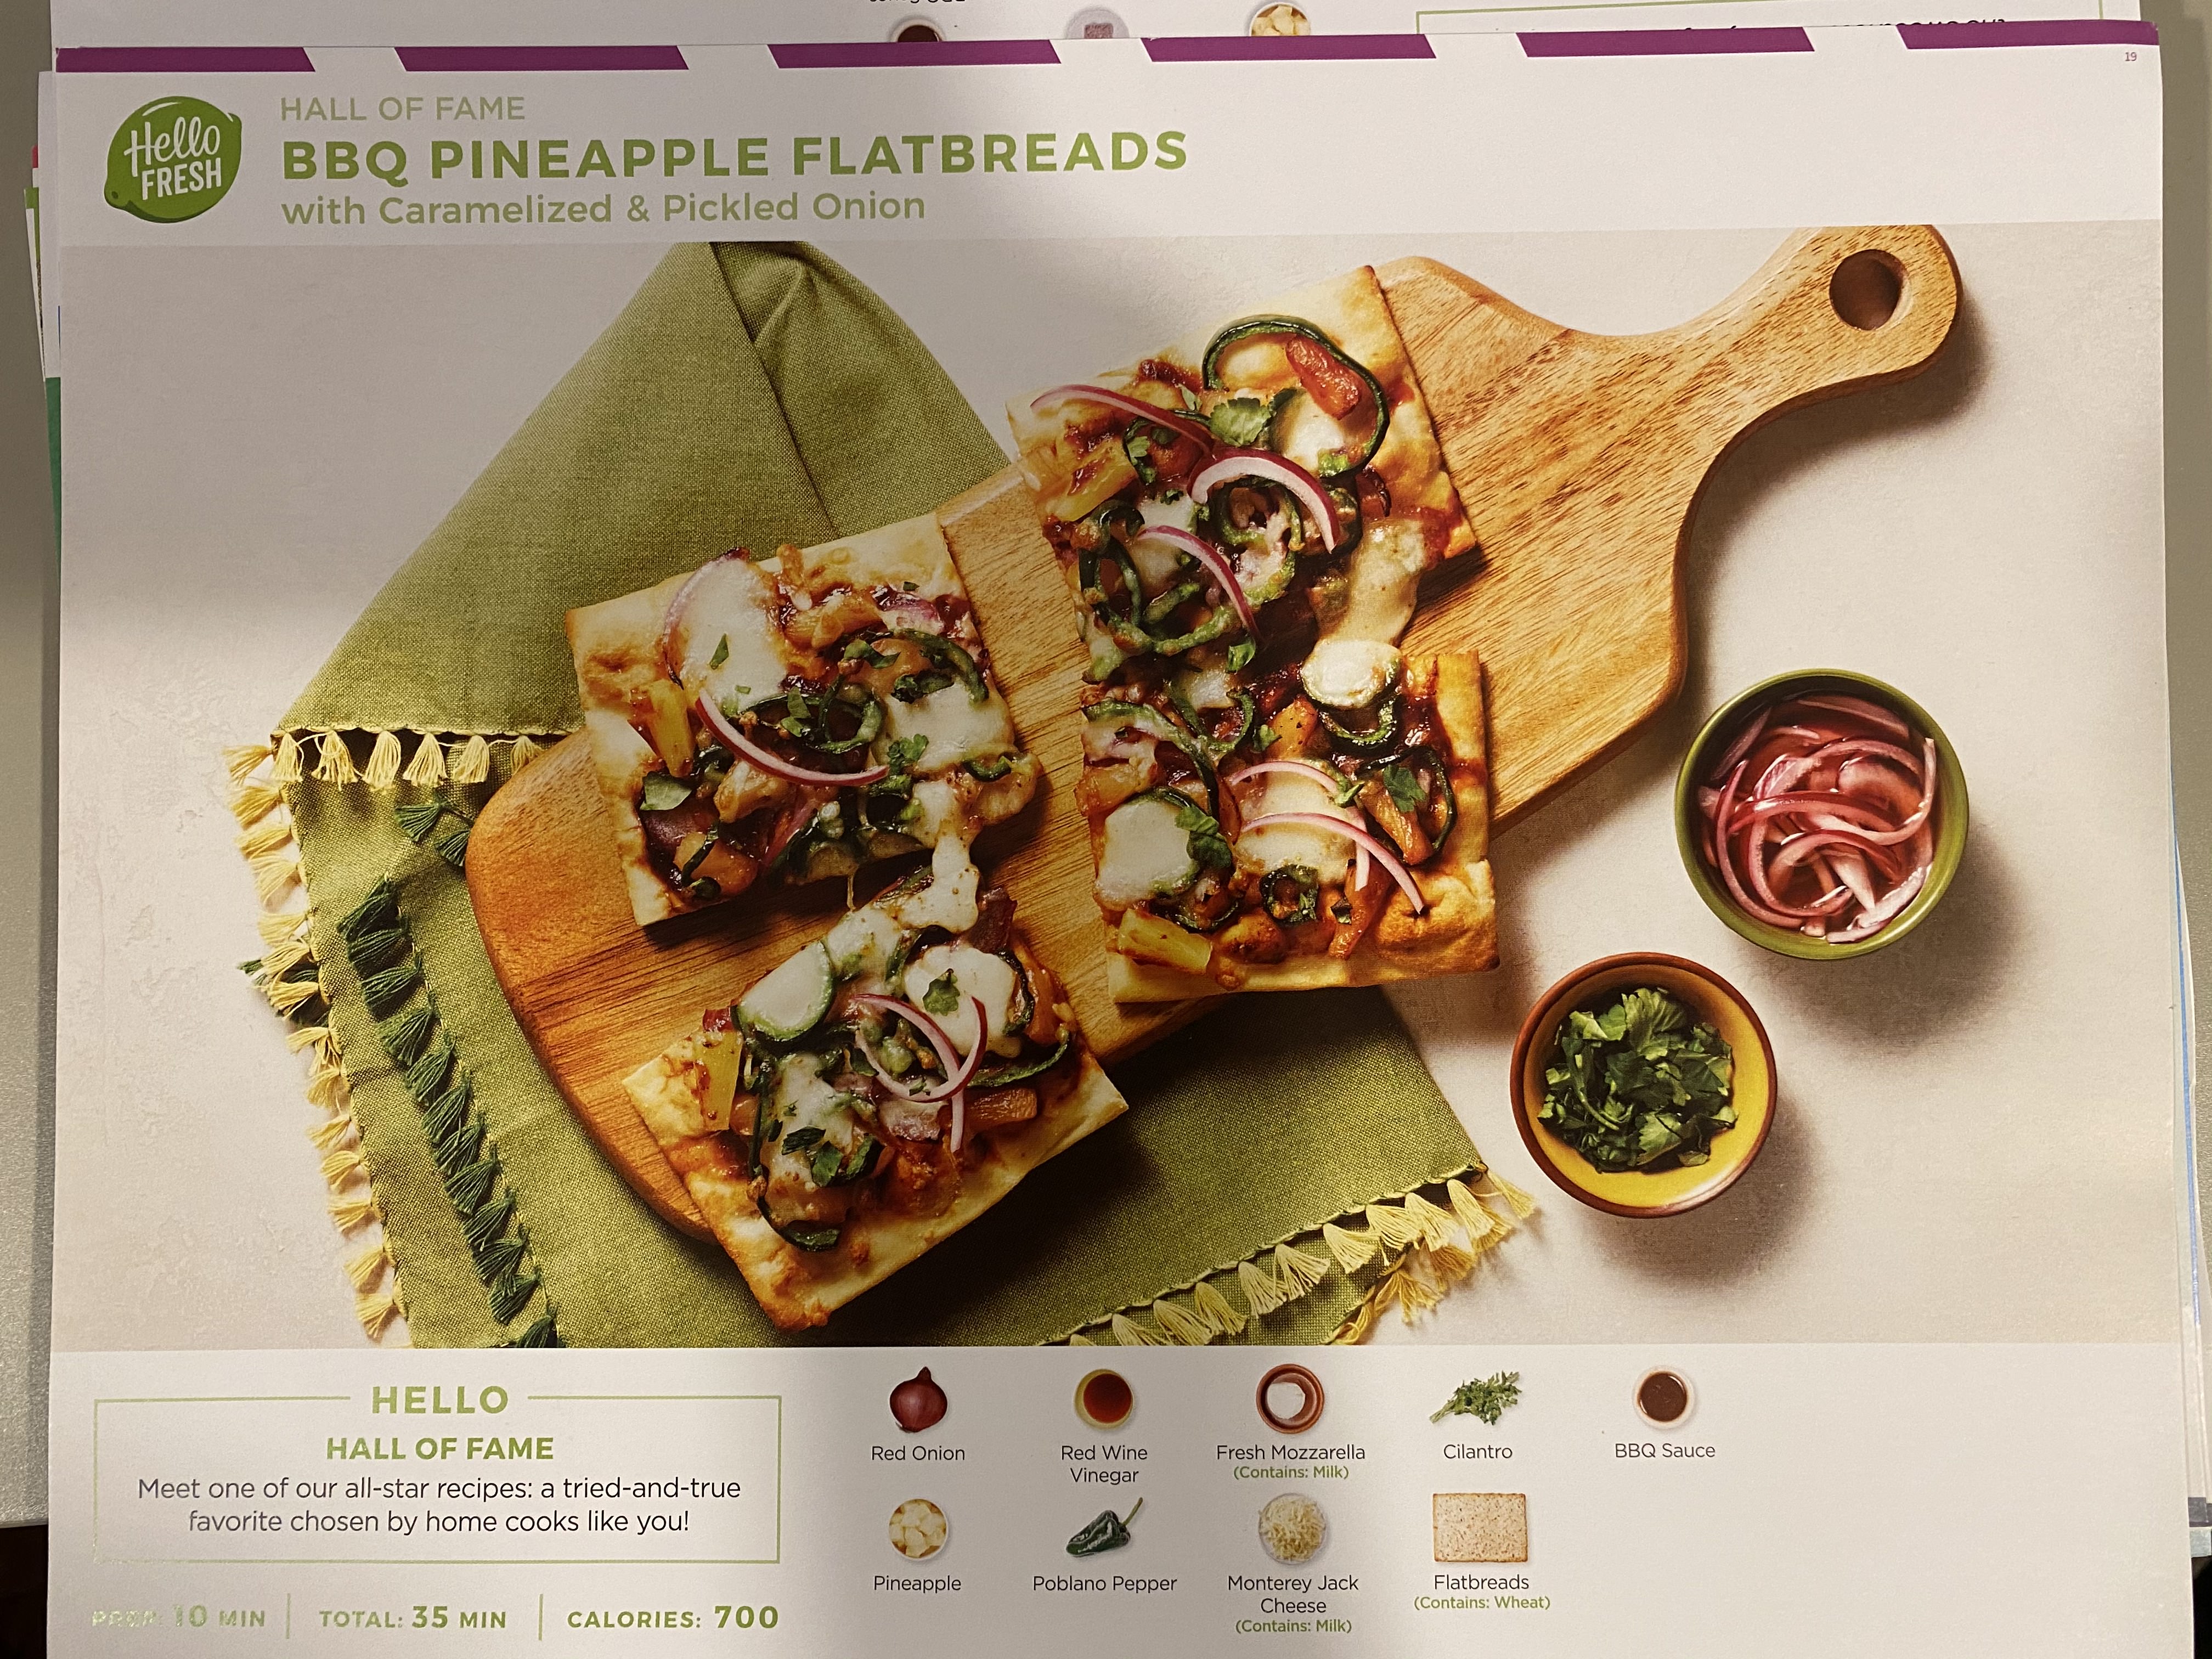 19
Hello
FRESH
HALL OF FAME
BBQ PINEAPPLE FLATBREADS
with Caramelized & Pickled Onion
HELLO
HALL OF FAME
Meet one of our all-star recipes: a tried-and-true
favorite chosen by home cooks like you!
PREP: 10 MIN
TOTAL: 35 MIN
CALORIES: 700
Red Onion
Red Wine
Vinegar
Fresh Mozzarella
(Contains: Milk)
Cilantro
BBQ Sauce
Pineapple
Poblano Pepper
Monterey Jack
Cheese
(Contains: Milk)
Flatbreads
(Contains: Wheat)